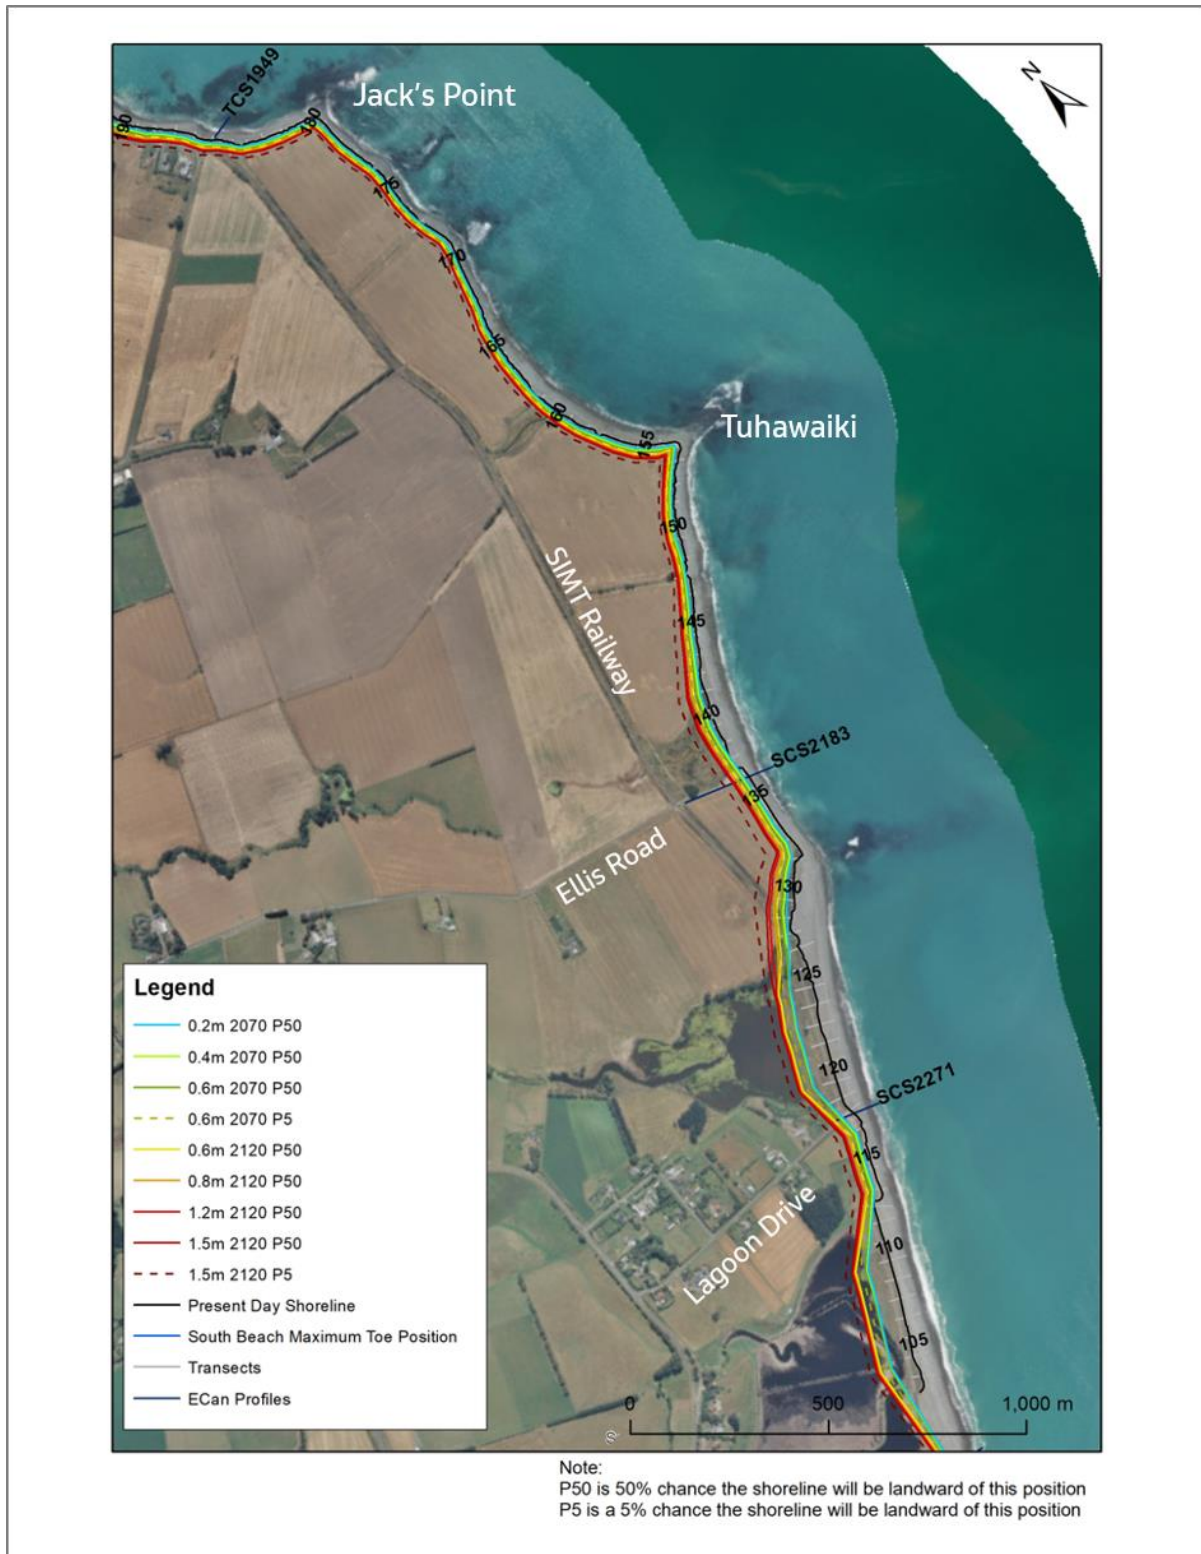 N
TCS1949
Jack's Point
190
180
175
170
165
160
155
Tuhawaiki
150
SIMT Railway
145
140
SCS2183
135
Ellis Road
130
125
120
SCS2271
115
Lagoon Drive
110
105
Legend
0.2m 2070 P50
0.4m 2070 P50
0.6m 2070 P50
0.6m 2070 P5
0.6m 2120 P50
0.8m 2120 P50
1.2m 2120 P50
1.5m 2120 P50
1.5m 2120 P5
Present Day Shoreline
South Beach Maximum Toe Position
Transects
ECan Profiles
0 500 1,000 m
Note:
P50 is 50% chance the shoreline will be landward of this position
P5 is a 5% chance the shoreline will be landward of this position